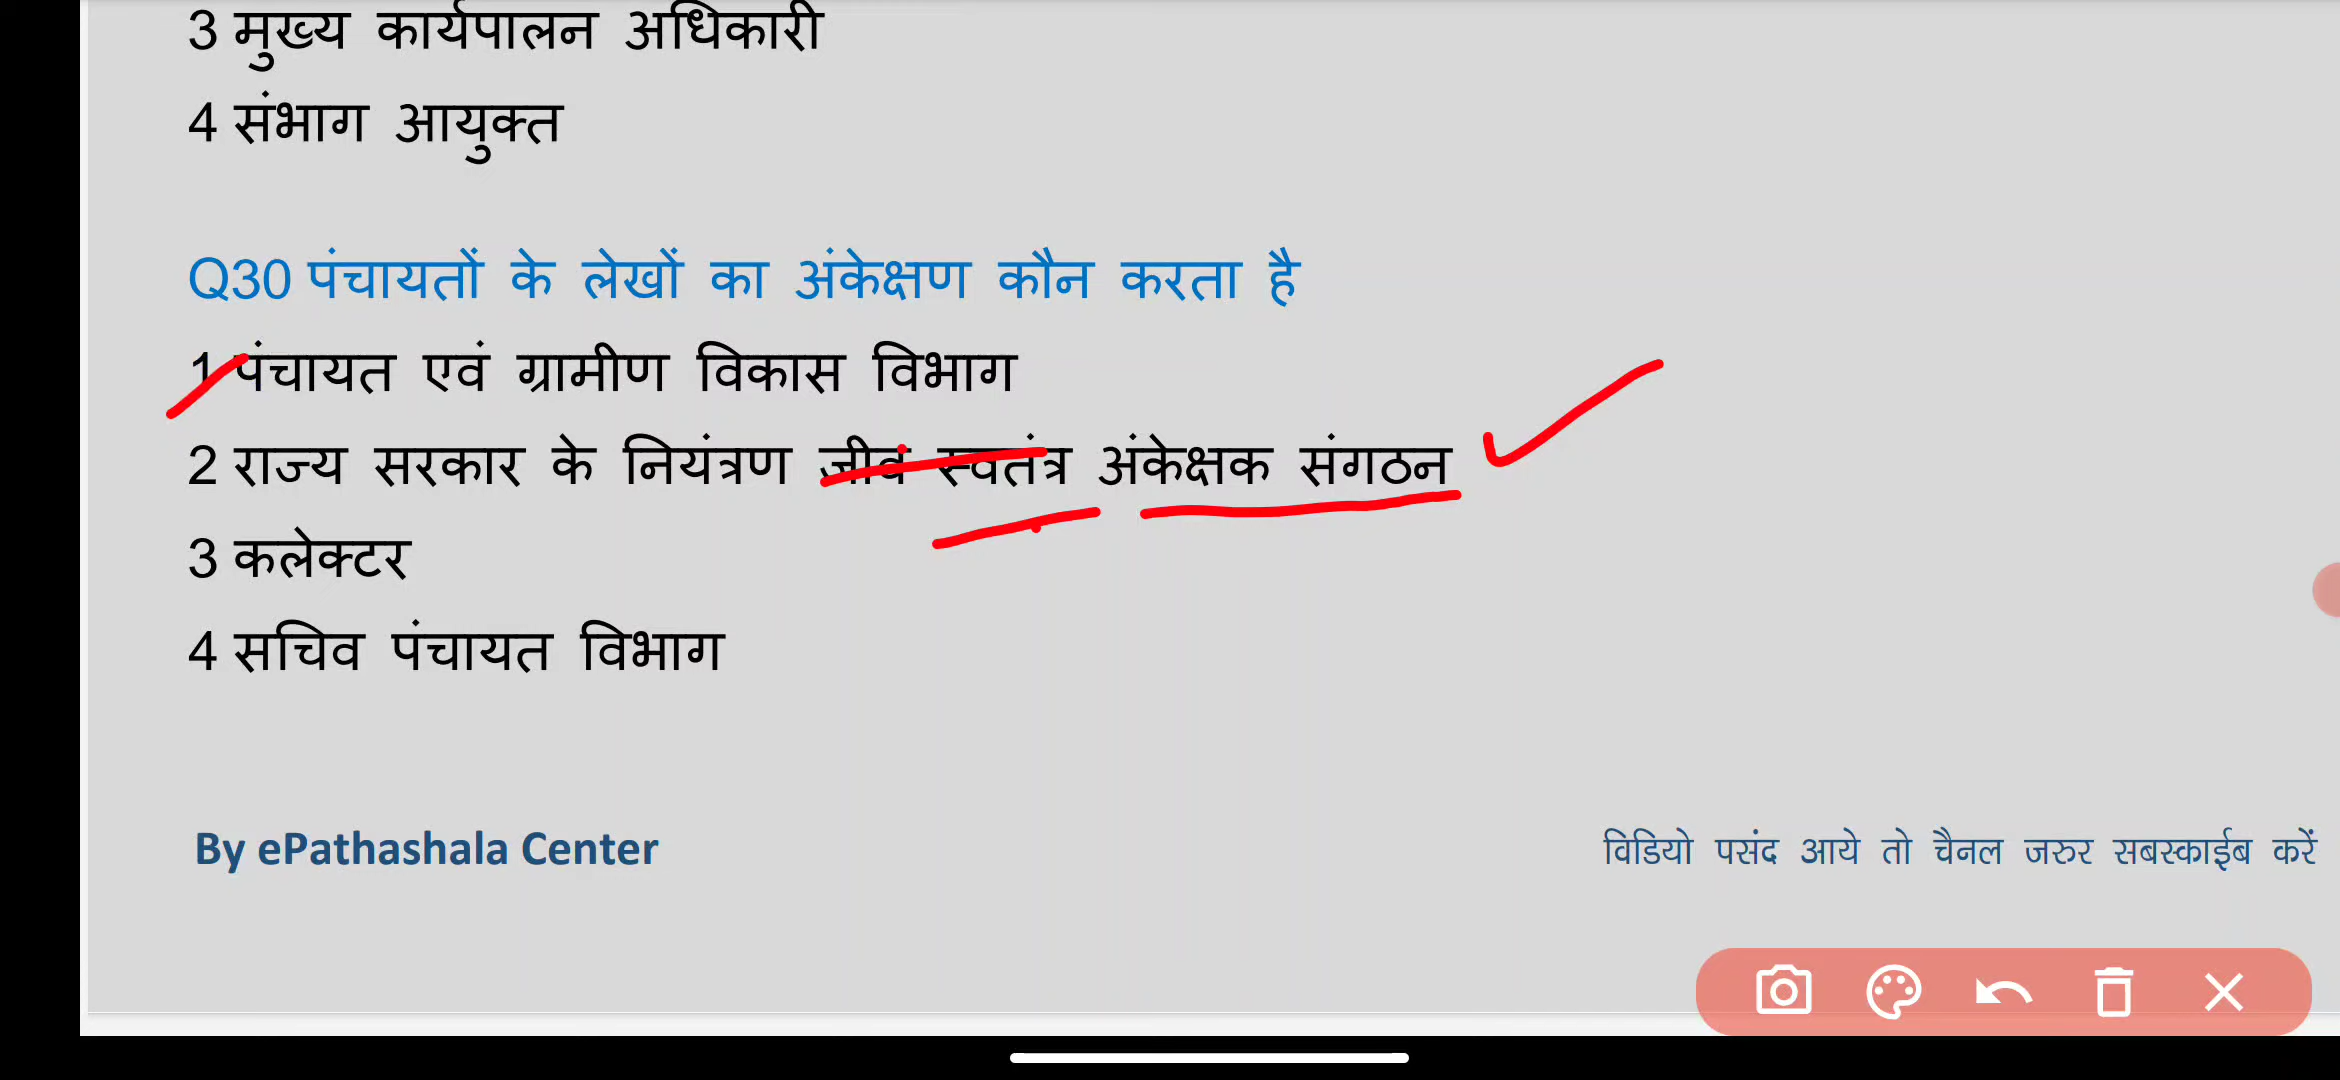 3 मुख्य कार्यपालन अधिकारी
4 संभाग आयुक्त
Q30 पंचायतों के लेखों का अंकेक्षण कौन करता है
1 पंचायत एवं ग्रामीण विकास विभाग
2 राज्य सरकार के नियंत्रण जीवं स्वतंत्र अंकेक्षक संगठन
3 कलेक्टर
4 सचिव पंचायत विभाग
By ePathashala Center
विडियो पसंद आये तो चैनल जरुर सबस्काईब करें